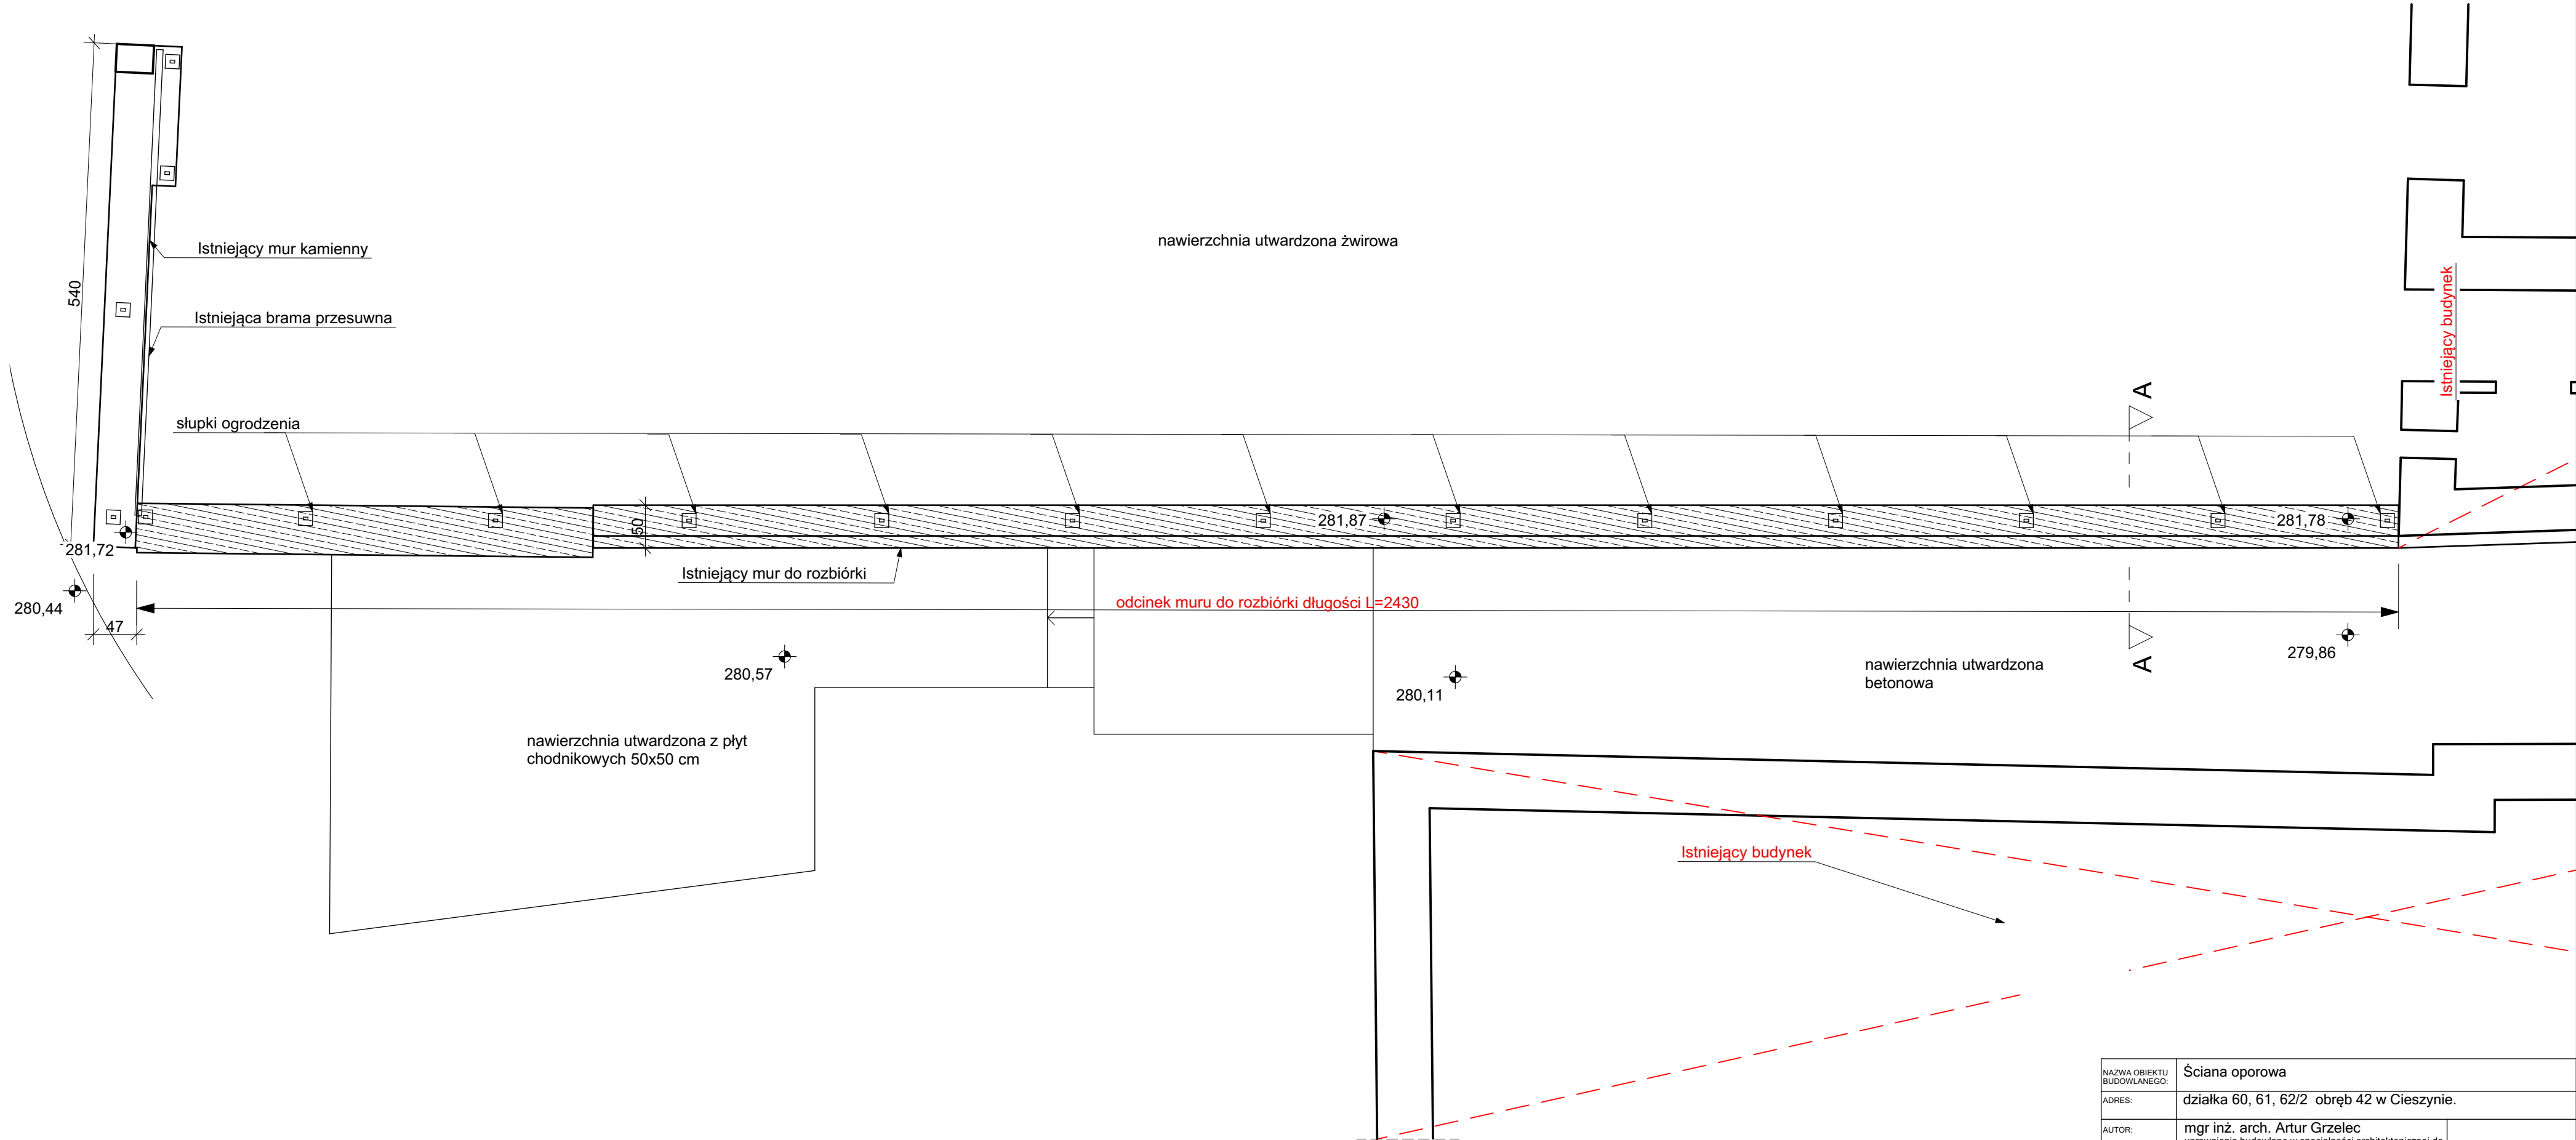 540
Istniejący mur kamienny
Istniejąca brama przesuwna
nawierzchnia utwardzona żwirowa
Istniejący budynek
A
słupki ogrodzenia
50
281,87
281,78
281,72
Istniejący mur do rozbiórki
280,44
47
odcinek muru do rozbiórki długości L=2430
280,57
280,11
nawierzchnia utwardzona
betonowa
A
279,86
nawierzchnia utwardzona z płyt
chodnikowych 50x50 cm
Istniejący budynek
NAZWA OBIEKTU
BUDOWLANEGO:
Ściana oporowa
ADRES:
działka 60, 61, 62/2 obręb 42 w Cieszynie.
AUTOR:
mgr inż. arch. Artur Grzelec